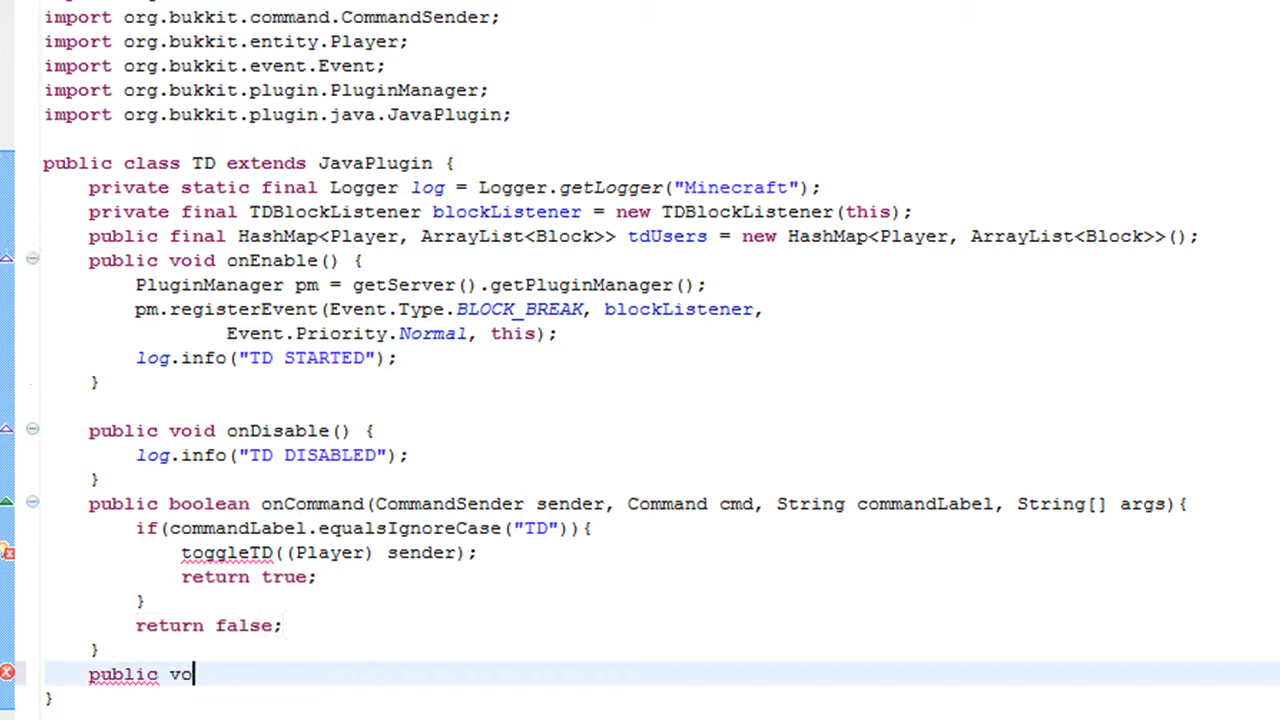 import org.bukkit.command.CommandSender;
import org.bukkit.entity.Player;
import org.bukkit.event.Event;
import org.bukkit.plugin.PluginManager;
import org.bukkit.plugin.java.JavaPlugin;
public class TD extends JavaPlugin {
private static final Logger log = Logger.getLogger("Minecraft");
private final TDBlockListener blockListener = new TDBlockListener(this);
public final HashMap<Player, ArrayList<Block>> tdUsers = new HashMap<Player, ArrayList<Block>>();
public void onEnable() {
PluginManager pm = getServer().getPluginManager();
pm.registerEvent(Event.Type.BLOCK_BREAK, blockListener,
Event.Priority.Normal, this);
log.info("TD STARTED");
}
public void onDisable() {
log.info("TD DISABLED");
}
public boolean onCommand(CommandSender sender, Command cmd, String commandLabel, String[] args){
if(commandLabel.equalsIgnoreCase("TD")){
toggleTD((Player) sender);
return true;
}
return false;
}
public vo
}